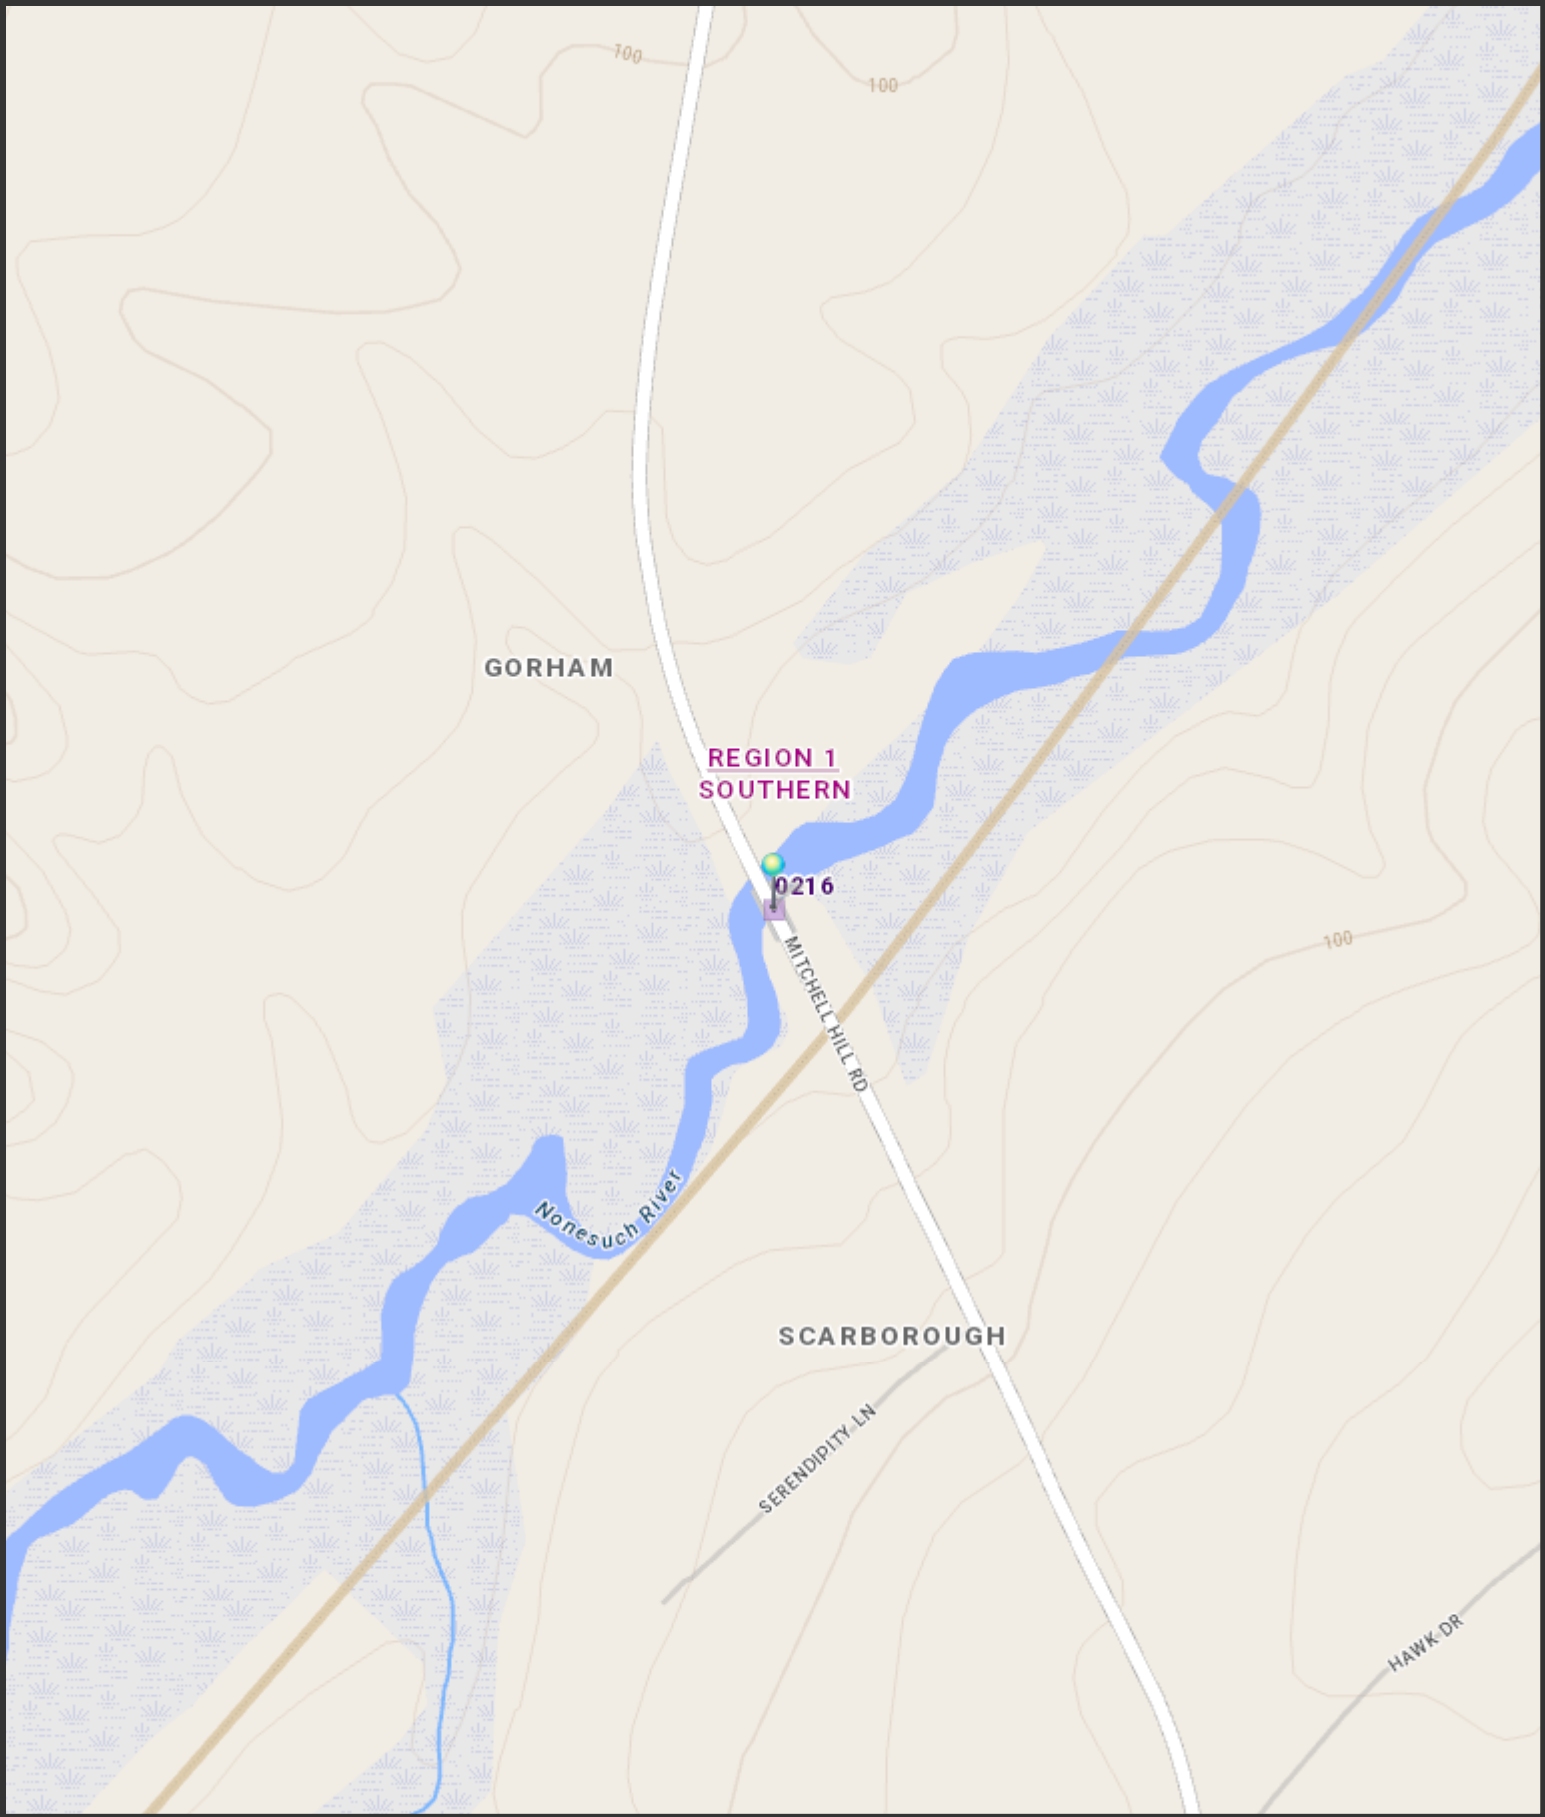 100
100
GORHAM
REGION 1
SOUTHERN
0216
MITCHELL HILL RD
100
Nonesuch River
SCARBOROUGH
SERENDIPITY LN
HAWK DR